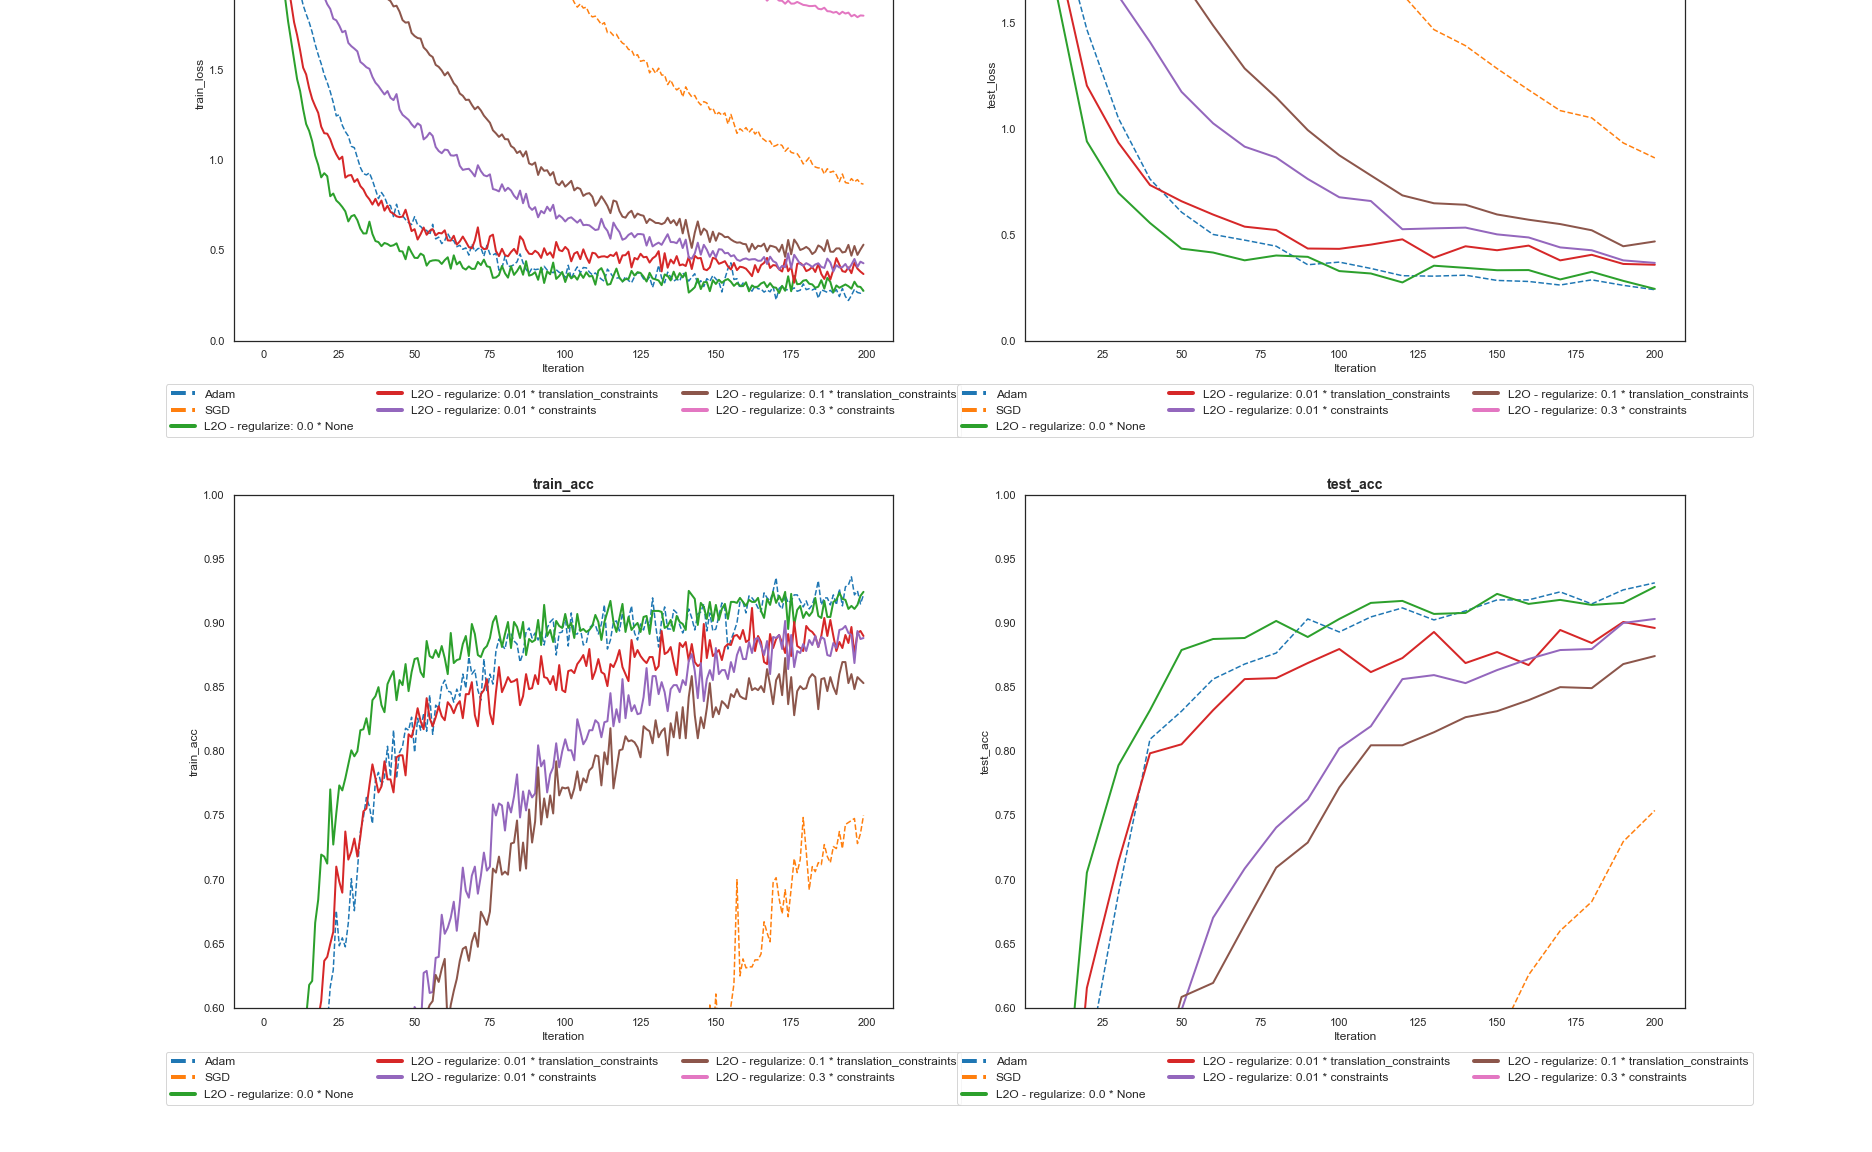 train_loss
1.5
1.0
0.5
0.0
0 25 50 75 100 125 150 175 200
Iteration
test_loss
1.5
1.0
0.5
0.0
25 50 75 100 125 150 175 200
Iteration
Adam
SGD
L2O - regularize: 0.0 * None
L2O - regularize: 0.01 * translation_constraints
L2O - regularize: 0.01 * constraints
L2O - regularize: 0.1 * translation_constraints
L2O - regularize: 0.3 * constraints
Adam
SGD
L2O - regularize: 0.0 * None
L2O - regularize: 0.01 * translation_constraints
L2O - regularize: 0.01 * constraints
L2O - regularize: 0.1 * translation_constraints
L2O - regularize: 0.3 * constraints
train_acc
train_acc
1.00
0.95
0.90
0.85
0.80
0.75
0.70
0.65
0.60
0 25 50 75 100 125 150 175 200
Iteration
test_acc
test_acc
1.00
0.95
0.90
0.85
0.80
0.75
0.70
0.65
0.60
25 50 75 100 125 150 175 200
Iteration
Adam
SGD
L2O - regularize: 0.0 * None
L2O - regularize: 0.01 * translation_constraints
L2O - regularize: 0.01 * constraints
L2O - regularize: 0.1 * translation_constraints
L2O - regularize: 0.3 * constraints
Adam
SGD
L2O - regularize: 0.0 * None
L2O - regularize: 0.01 * translation_constraints
L2O - regularize: 0.01 * constraints
L2O - regularize: 0.1 * translation_constraints
L2O - regularize: 0.3 * constraints